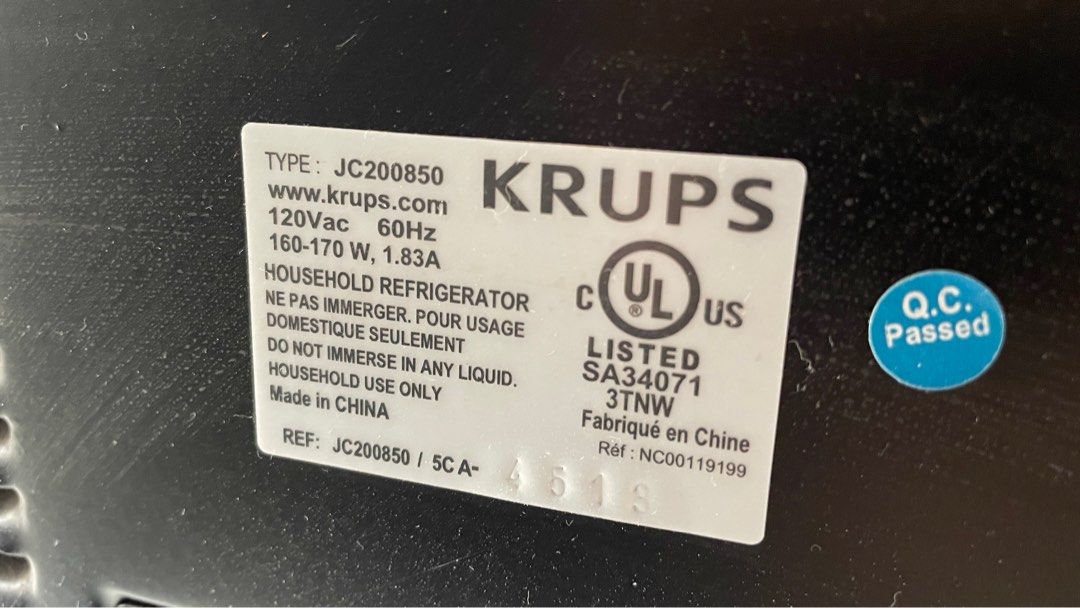 TYPE : JC200850
www.krups.com
120Vac 60Hz
160-170 W, 1.83A
HOUSEHOLD REFRIGERATOR
NE PAS IMMERGER. POUR USAGE
DOMESTIQUE SEULEMENT
DO NOT IMMERSE IN ANY LIQUID.
HOUSEHOLD USE ONLY
Made in CHINA
REF: JC200850 / 5C A-
KRUPS
C UL ® US
LISTED
SA34071
3TNW
Fabriqué en Chine
Réf : NC00119199
Q.C.
Passed